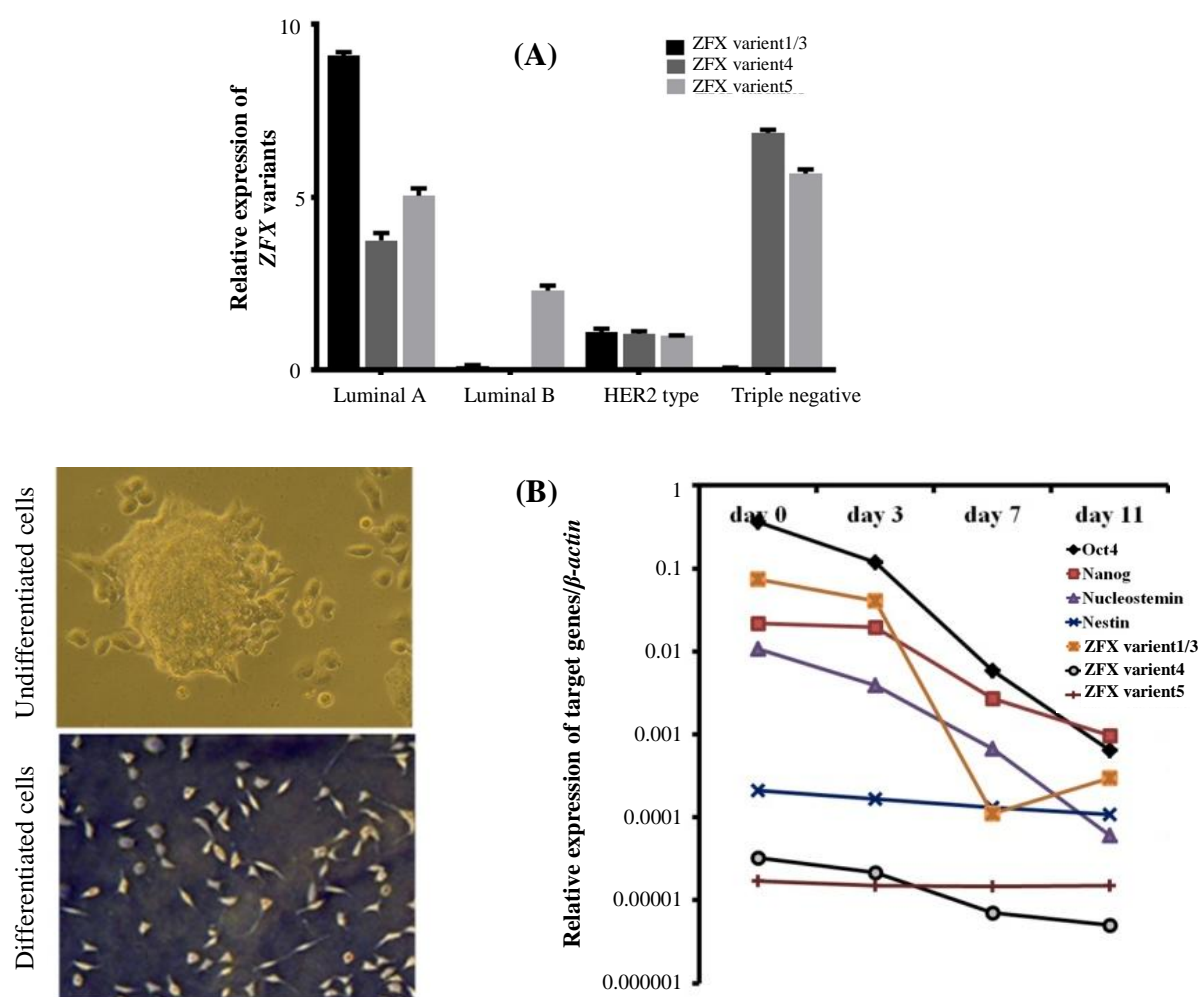 10
(A)
ZFX varient1/3
ZFX varient4
ZFX varient5
Relative expression of
ZFX variants
5
0
Luminal A
Luminal B
HER2 type
Triple negative
Undifferentiated cells
Differentiated cells
(B)
Relative expression of target genes/β-actin
1
0.1
0.01
0.001
0.0001
0.00001
0.000001
day 0
day 3
day 7
day 11
Oct4
Nanog
Nucleostemin
Nestin
ZFX varient1/3
ZFX varient4
ZFX varient5